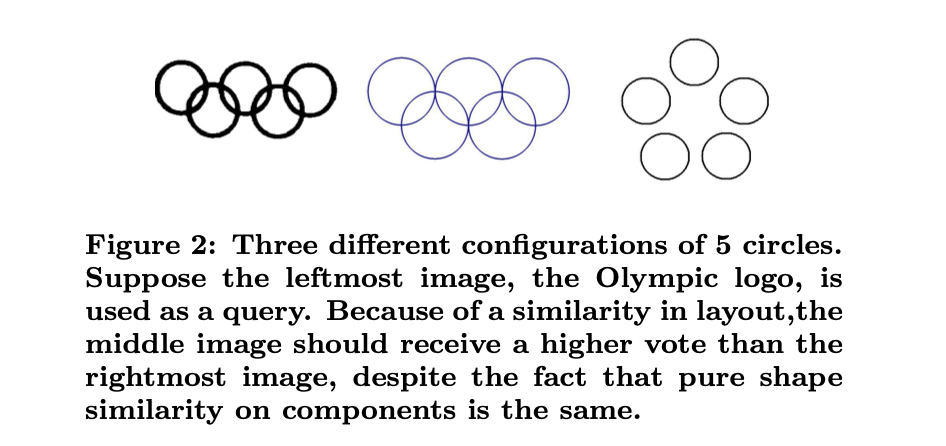 Figure 2: Three different configurations of 5 circles.
Suppose the leftmost image, the Olympic logo, is
used as a query. Because of a similarity in layout,the
middle image should receive a higher vote than the
rightmost image, despite the fact that pure shape
similarity on components is the same.